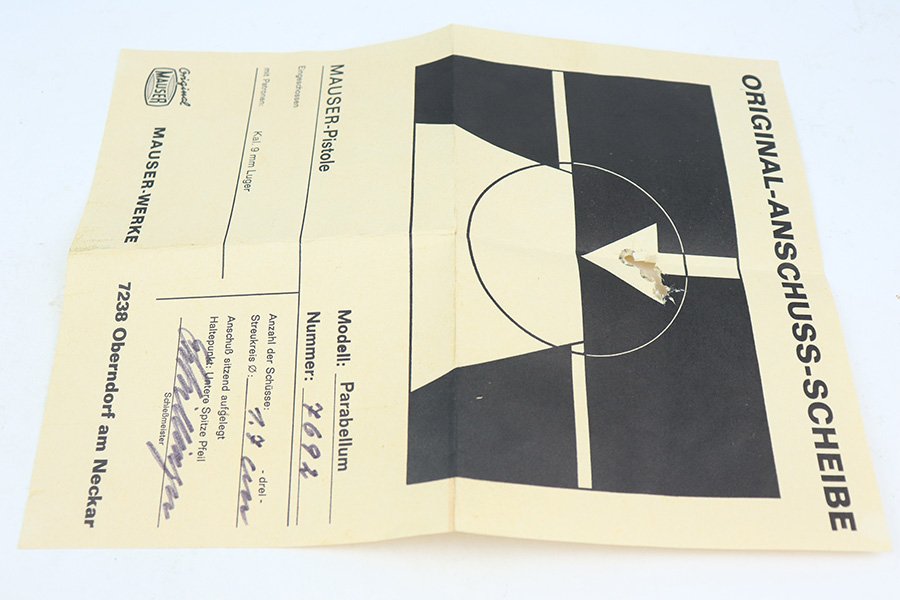 ORIGINAL-ANSCHUSS-SCHEIBE
MAUSER-Pistole
Modell: Parabellum
Eingeschossen
Nummer: 7692
mit Patronen: Kal. 9 mm Luger
Anzahl der Schüsse: - drei -
Streukreis Ø: 7,7 cm
Anschuß sitzend aufgelegt
Haltepunkt: Untere Spitze Pfeil
Schießmeister
Original
MAUSER
MAUSER-WERKE 7238 Oberndorf am Neckar